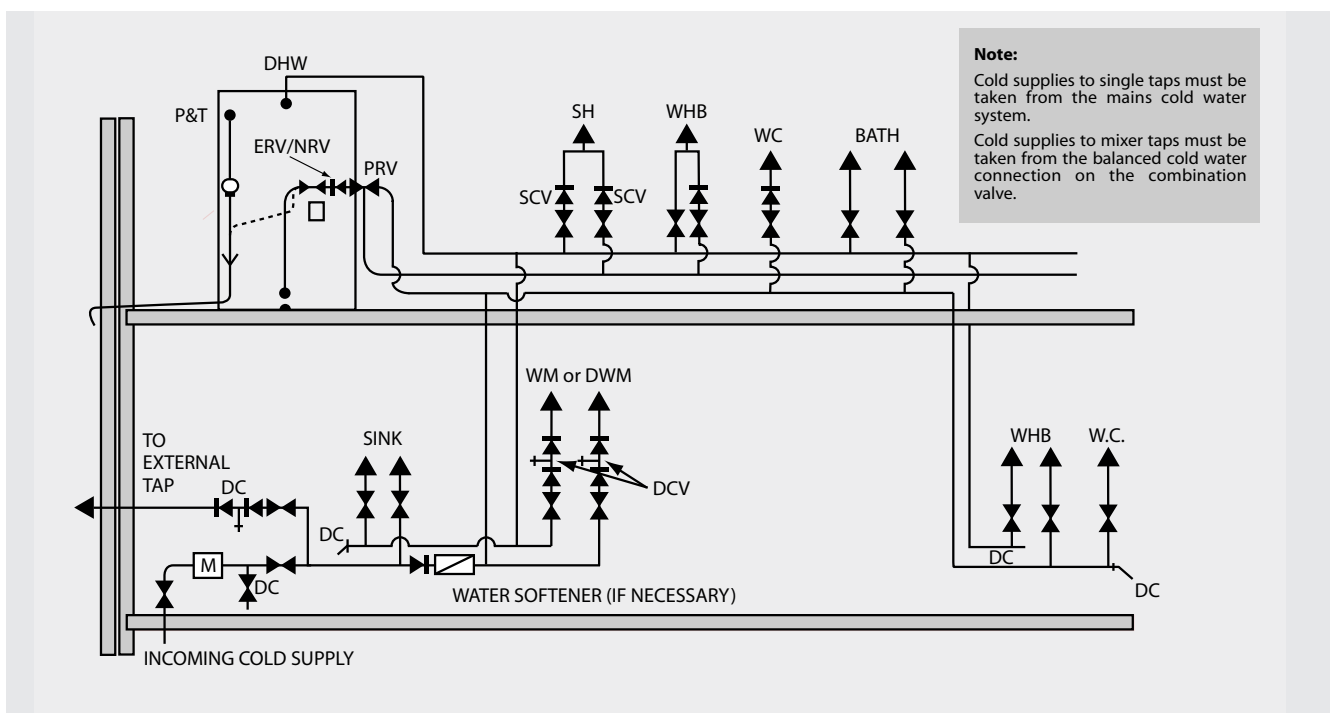 Note:
Cold supplies to single taps must be
taken from the mains cold water
system.
Cold supplies to mixer taps must be
taken from the balanced cold water
connection on the combination
valve.
DHW
P&T
ERV/NRV
PRV
SH
WHB
WC
BATH
SCV
SCV
WM or DWM
TO
EXTERNAL
TAP
SINK
DC
DCV
WHB
W.C.
DC
M
DC
DC
DC
WATER SOFTENER (IF NECESSARY)
INCOMING COLD SUPPLY